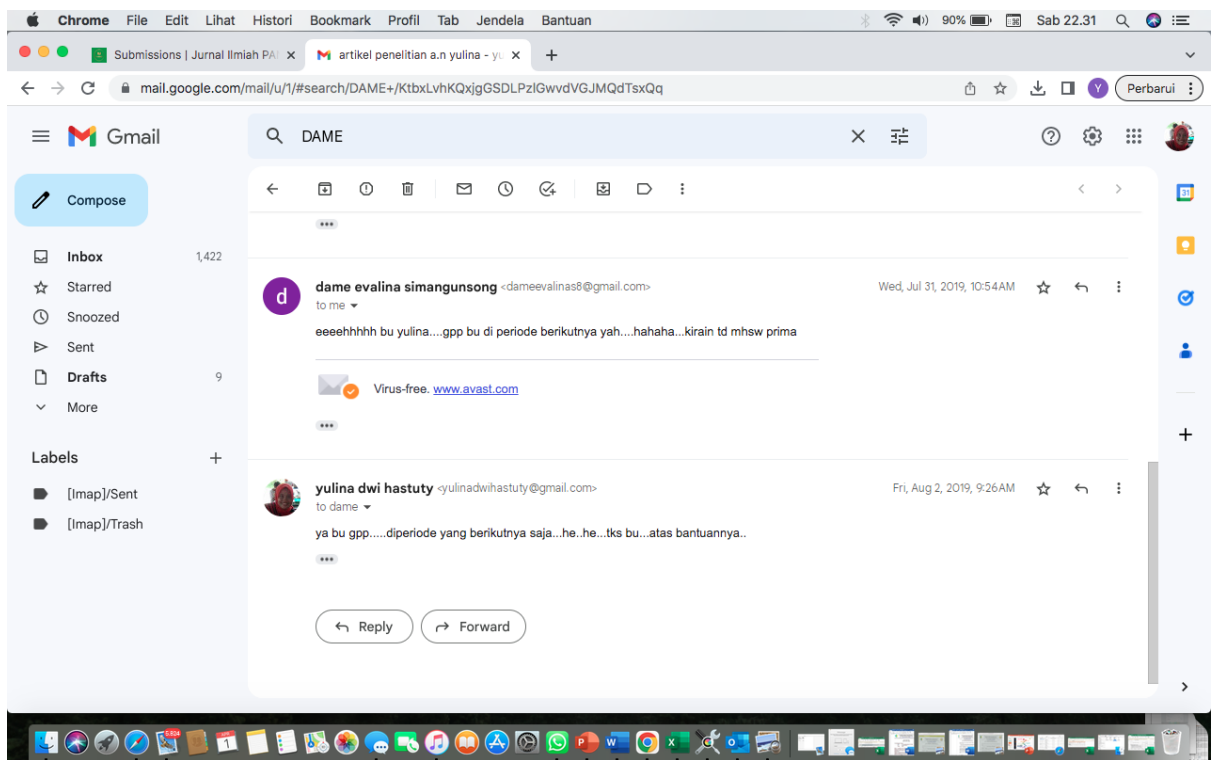 Chrome File Edit Lihat Histori Bookmark Profil Tab Jendela Bantuan 90% Sab 22.31
Submissions | Jurnal Ilmiah PA artikel penelitian a.n yulina - yu
mail.google.com/mail/u/1/#search/DAME+/KtbxLvhKQxjgGSDLPzlGwvdVGJMQdTsxQq Y Perbarui
Gmail DAME
Compose
Inbox 1,422
Starred
Snoozed
Sent
Drafts 9
More
Labels
[Imap]/Sent
[Imap]/Trash
31
d
dame evalina simangunsong <dameevalinas8@gmail.com> Wed, Jul 31, 2019, 10:54 AM
to me
eeeehhhhh bu yulina....gpp bu di periode berikutnya yah....hahaha...kirain td mhsw prima
Virus-free. www.avast.com
yulina dwi hastuty <yulinadwihastuty@gmail.com> Fri, Aug 2, 2019, 9:26 AM
to dame
ya bu gpp.....diperiode yang berikutnya saja...he..he...tks bu...atas bantuannya..
Reply Forward